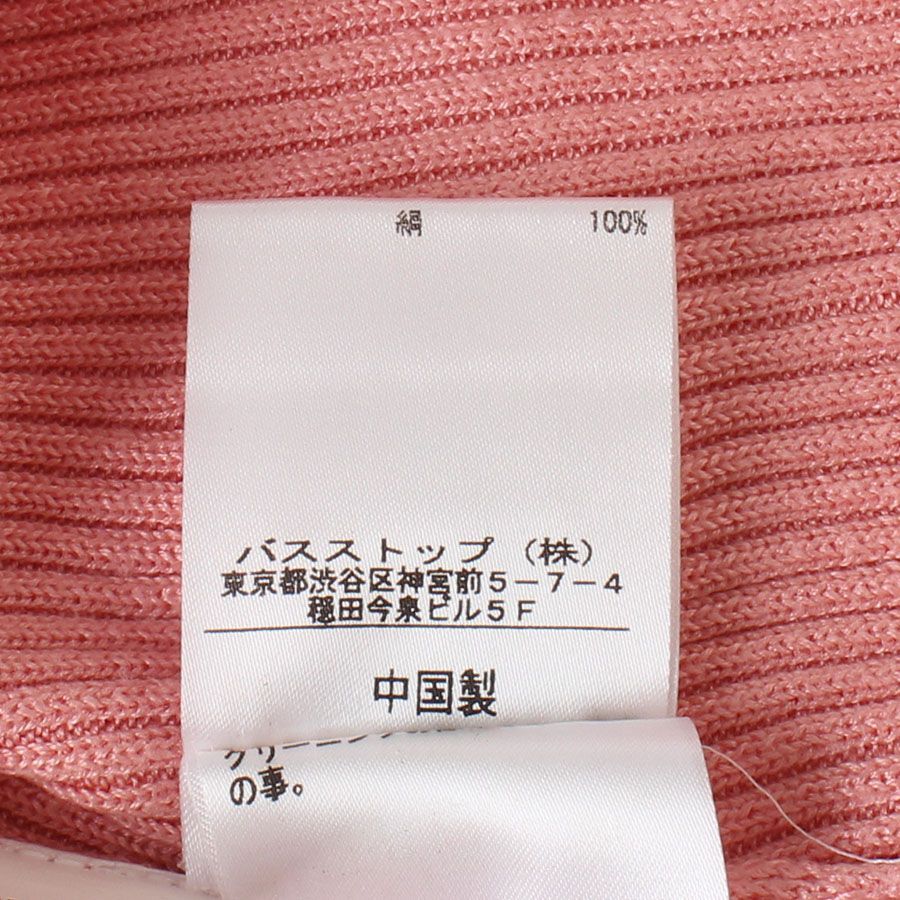 絹 100%
バスストップ (株)
東京都渋谷区神宮前5-7-4
穏田今泉ビル5F
中国製
の事。